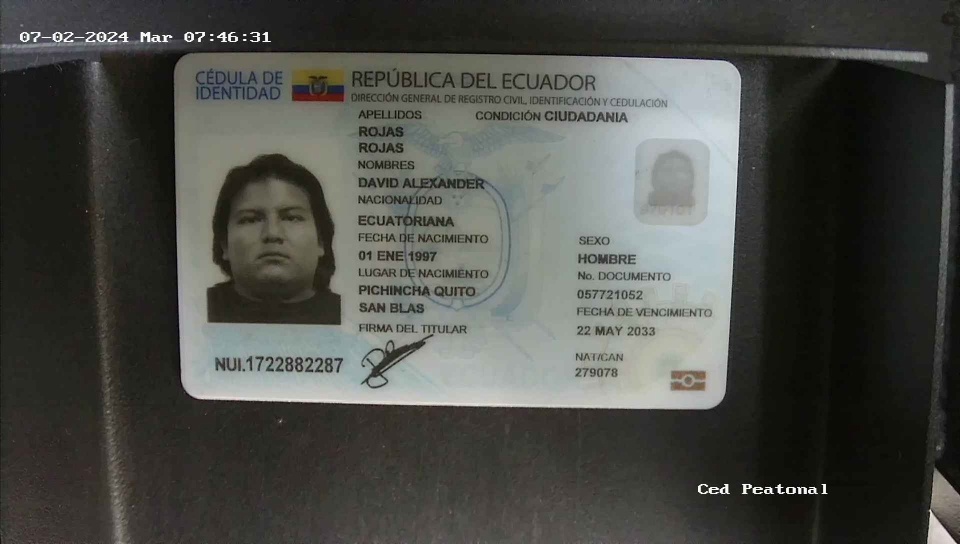 07-02-2024 Mar 07:46:31
CÉDULA DE
IDENTIDAD
REPÚBLICA DEL ECUADOR
DIRECCIÓN GENERAL DE REGISTRO CIVIL, IDENTIFICACIÓN Y CEDULACIÓN
APELLIDOS
CONDICIÓN CIUDADANIA
ROJAS
ROJAS
NOMBRES
DAVID ALEXANDER
NACIONALIDAD
ECUATORIANA
FECHA DE NACIMIENTO
01 ENE 1997
LUGAR DE NACIMIENTO
PICHINCHA QUITO
SAN BLAS
FIRMA DEL TITULAR
SEXO
HOMBRE
No. DOCUMENTO
057721052
FECHA DE VENCIMIENTO
22 MAY 2033
NAT/CAN
279078
NUI.1722882287
Ced Peatonal